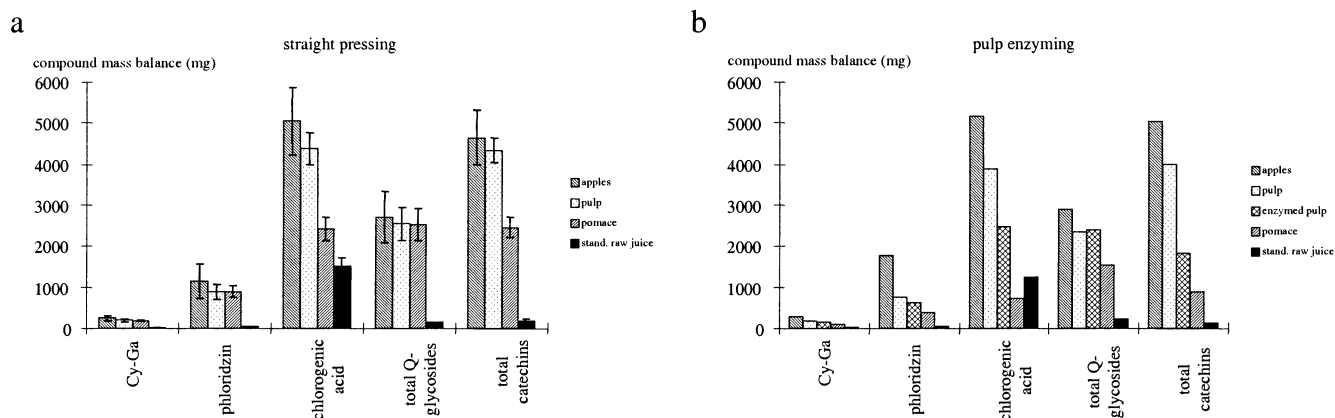 a
straight pressing
compound mass balance (mg)
6000
5000
4000
3000
2000
1000
0
Cy-Ga
phloridzin
chlorogenic
acid
total Q-
glycosides
total
catechins
apples
pulp
pomace
stand. raw juice
b
pulp enzyming
compound mass balance (mg)
6000
5000
4000
3000
2000
1000
0
Cy-Ga
phloridzin
chlorogenic
acid
total Q-
glycosides
total
catechins
apples
pulp
enzymed pulp
pomace
stand. raw juice